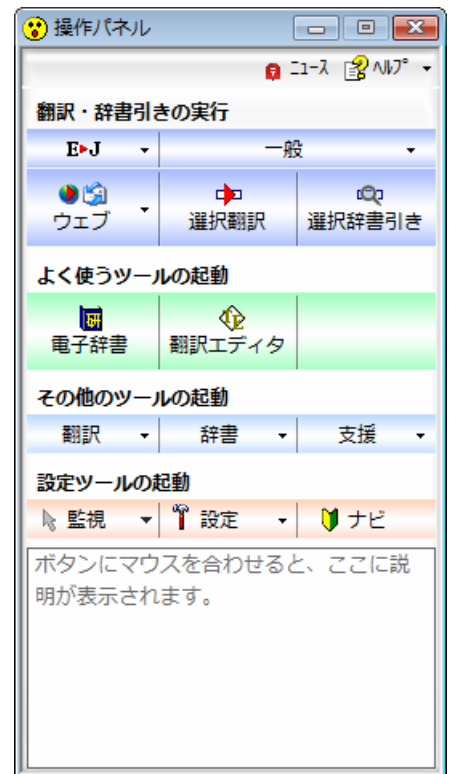 操作パネル
ﾆｭｰｽ ﾍﾙﾌﾟ
翻訳・辞書引きの実行
E▸J 一般
ウェブ 選択翻訳 選択辞書引き
よく使うツールの起動
電子辞書 翻訳エディタ
その他のツールの起動
翻訳 辞書 支援
設定ツールの起動
監視 設定 ナビ
ボタンにマウスを合わせると、ここに説
明が表示されます。